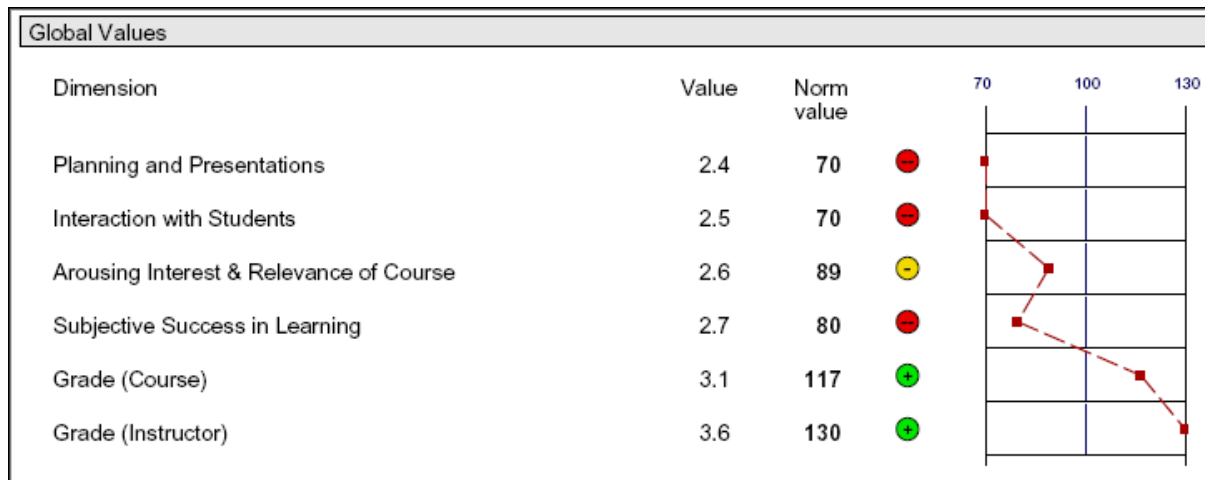 Global Values
Dimension Value Norm value 70 100 130
Planning and Presentations 2.4 70 --
Interaction with Students 2.5 70 --
Arousing Interest & Relevance of Course 2.6 89 -
Subjective Success in Learning 2.7 80 --
Grade (Course) 3.1 117 +
Grade (Instructor) 3.6 130 +